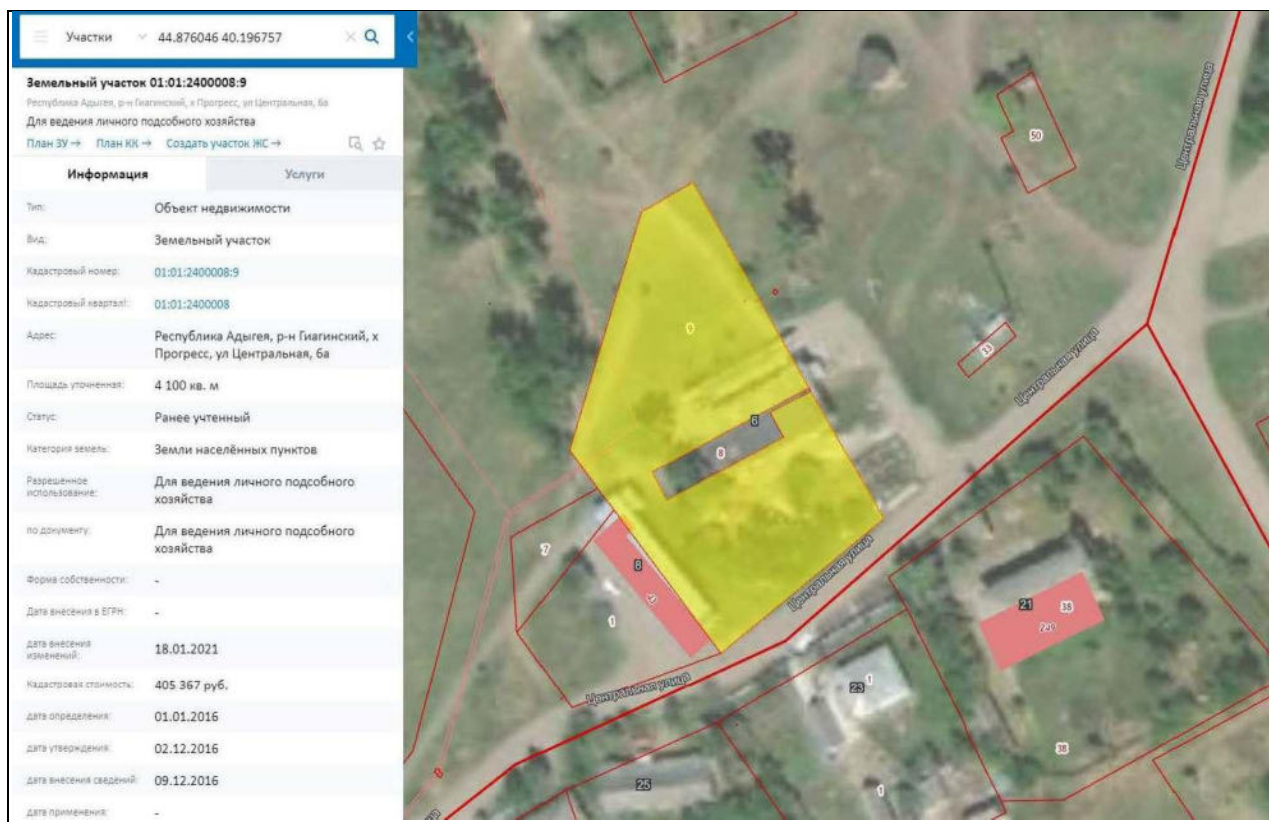 Участки 44.876046 40.196757
Земельный участок 01:01:2400008:9
Республика Адыгея, р-н Гиагинский, х Прогресс, ул Центральная, 6а
Для ведения личного подсобного хозяйства
План ЗУ → План КК → Создать участок ЖС →
Информация Услуги
Тип: Объект недвижимости
Вид: Земельный участок
Кадастровый номер: 01:01:2400008:9
Кадастровый квартал: 01:01:2400008
Адрес: Республика Адыгея, р-н Гиагинский, х
Прогресс, ул Центральная, 6а
Площадь уточненная: 4 100 кв. м
Статус: Ранее учтенный
Категория земель: Земли населённых пунктов
Разрешенное
использование:
Для ведения личного подсобного
хозяйства
по документу: Для ведения личного подсобного
хозяйства
Форма собственности: -
Дата внесения в ЕГРН: -
дата внесения
изменений:
18.01.2021
Кадастровая стоимость: 405 367 руб.
дата определения: 01.01.2016
дата утверждения: 02.12.2016
дата внесения сведений: 09.12.2016
дата применения: -
50
Центральная улица
9
33
Центральная улица
6
8
7
8
43
1
Центральная улица
21
38
Центральная улица
23
1
38
25
1